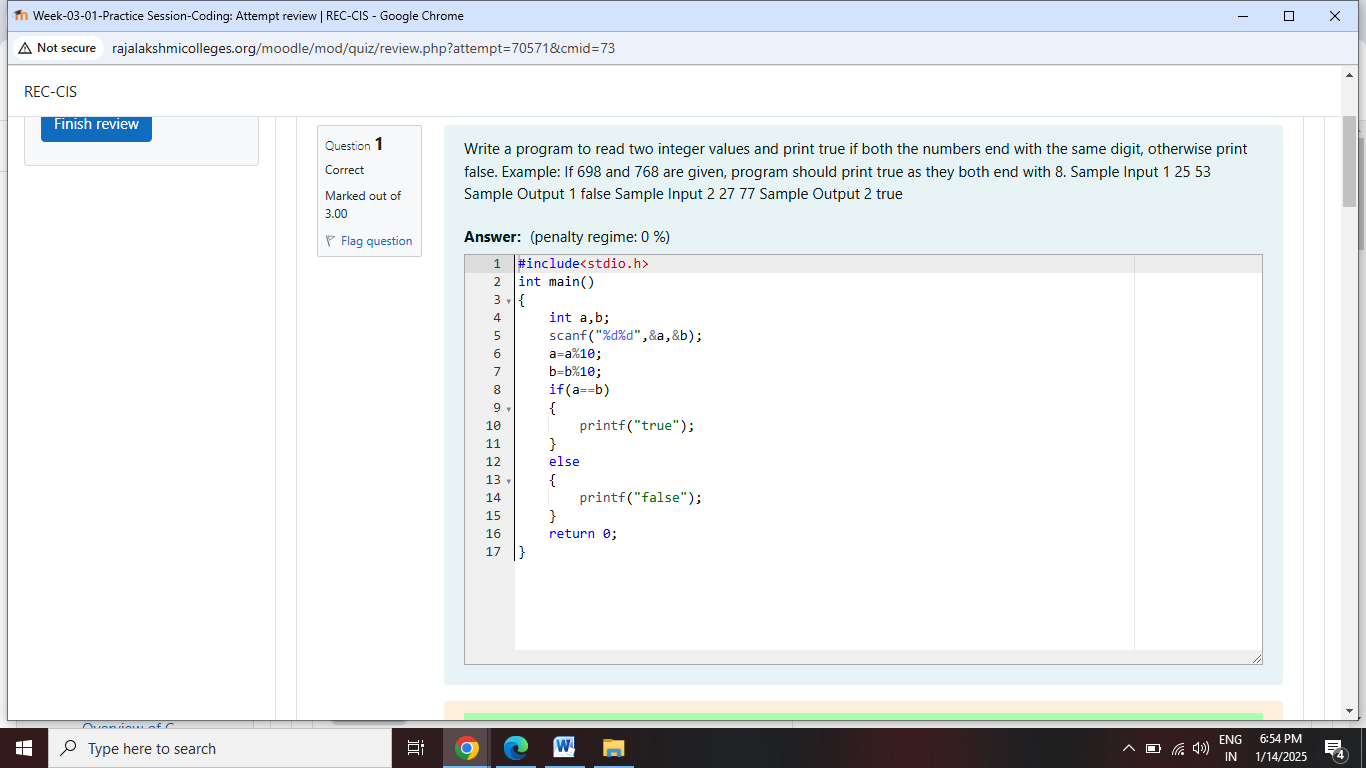 Week-03-01-Practice Session-Coding: Attempt review | REC-CIS - Google Chrome
Not secure rajalakshmicolleges.org/moodle/mod/quiz/review.php?attempt=70571&cmid=73
REC-CIS
Finish review
Question 1
Correct
Marked out of
3.00
Flag question
Write a program to read two integer values and print true if both the numbers end with the same digit, otherwise print
false. Example: If 698 and 768 are given, program should print true as they both end with 8. Sample Input 1 25 53
Sample Output 1 false Sample Input 2 27 77 Sample Output 2 true
Answer: (penalty regime: 0 %)
1 #include<stdio.h>
2 int main()
3 {
4 int a,b;
5 scanf("%d%d",&a,&b);
6 a=a%10;
7 b=b%10;
8 if(a==b)
9 {
10 printf("true");
11 }
12 else
13 {
14 printf("false");
15 }
16 return 0;
17 }
Overview of C
Type here to search
ENG
IN
6:54 PM
1/14/2025
4